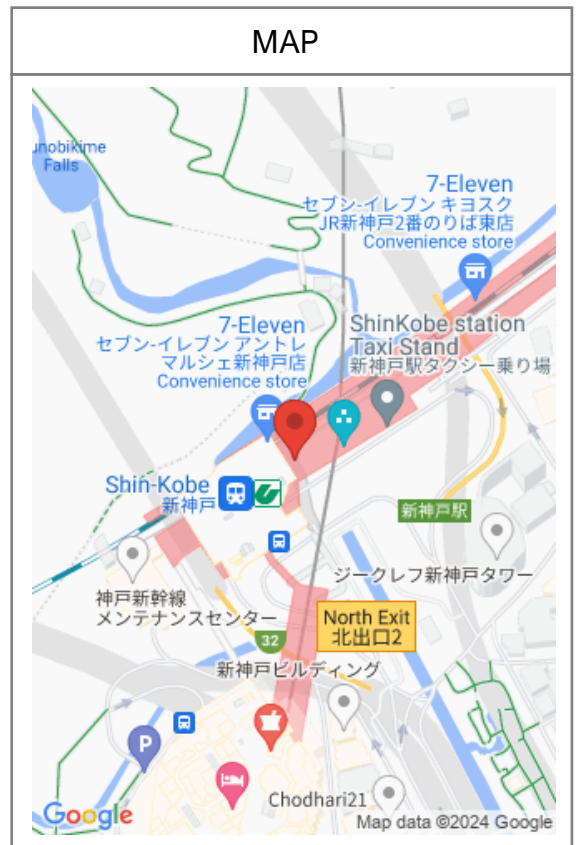 MAP
unobikime
Falls
7-Eleven
セブン-イレブン キヨスク
JR新神戸2番のりば東店
Convenience store
7-Eleven
セブン-イレブン アントレ
マルシェ新神戸店
Convenience store
ShinKobe station
Taxi Stand
新神戸駅タクシー乗り場
Shin-Kobe
新神戸
新神戸駅
ジークレフ新神戸タワー
神戸新幹線
メンテナンスセンター
North Exit
北出口2
32
新神戸ビルディング
P
Chodhari21
Google
Map data ©2024 Google